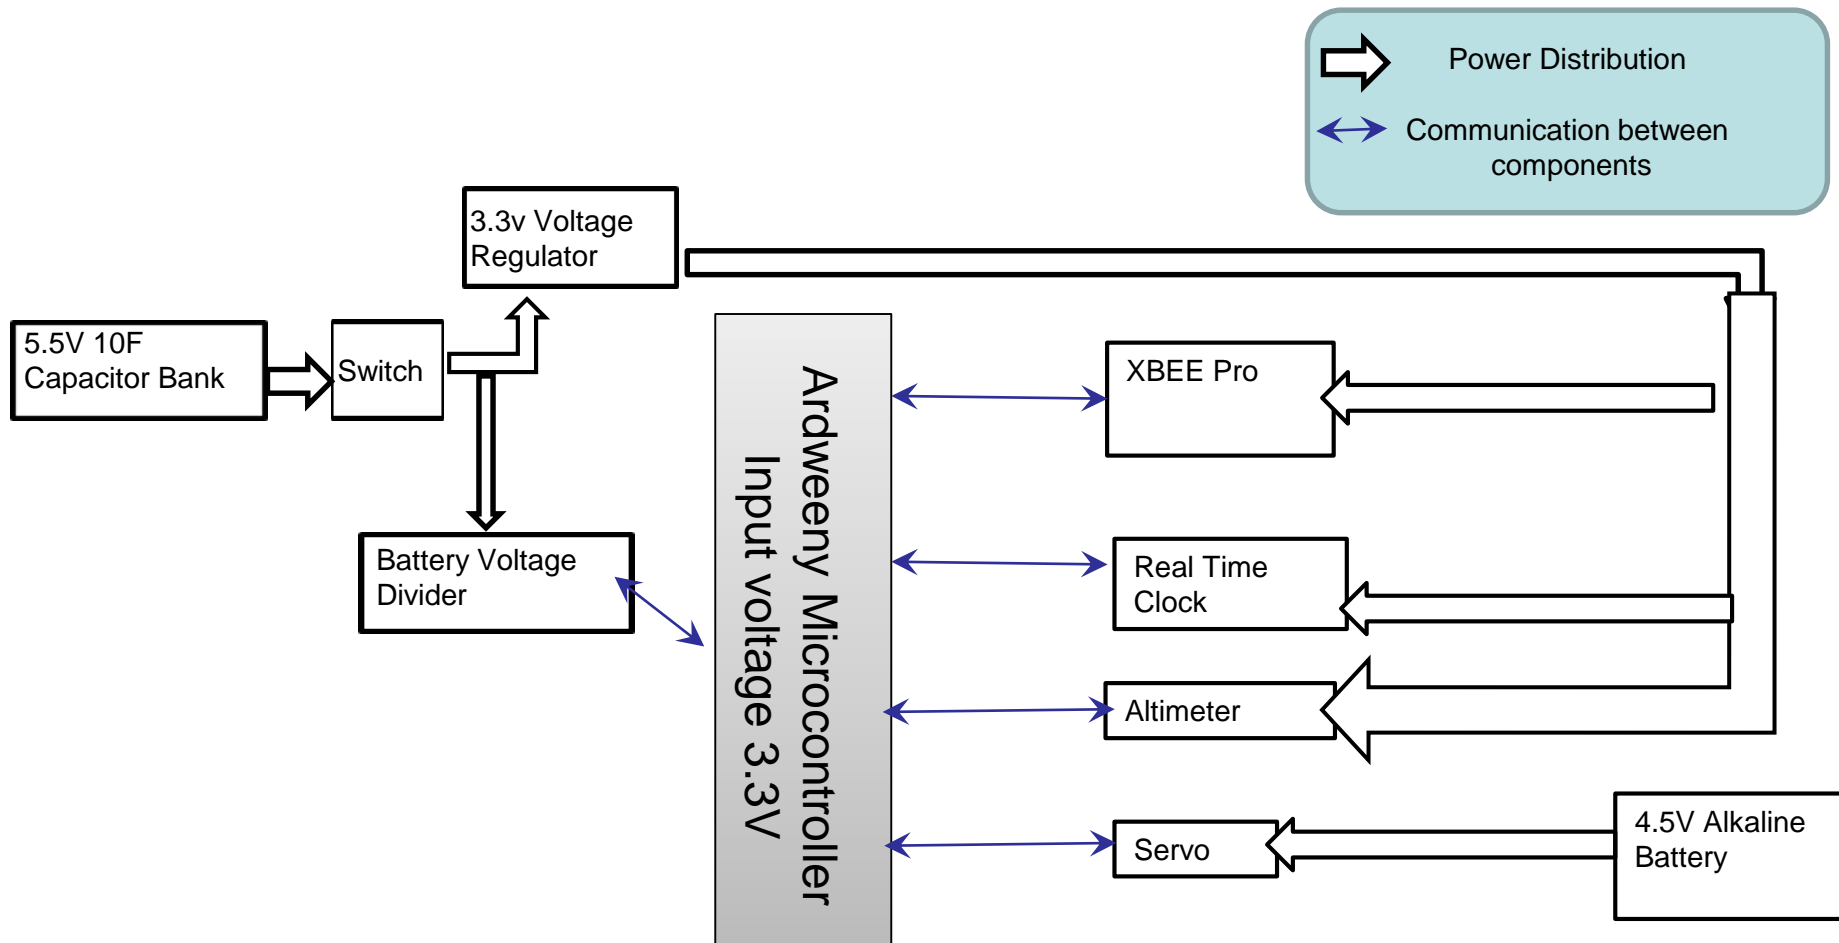 Power Distribution
Communication between
components
3.3v Voltage
Regulator
5.5V 10F
Capacitor Bank
Switch
XBEE Pro
Ardweeny Microcontroller
Input voltage 3.3V
Battery Voltage
Divider
Real Time
Clock
Altimeter
Servo
4.5V Alkaline
Battery